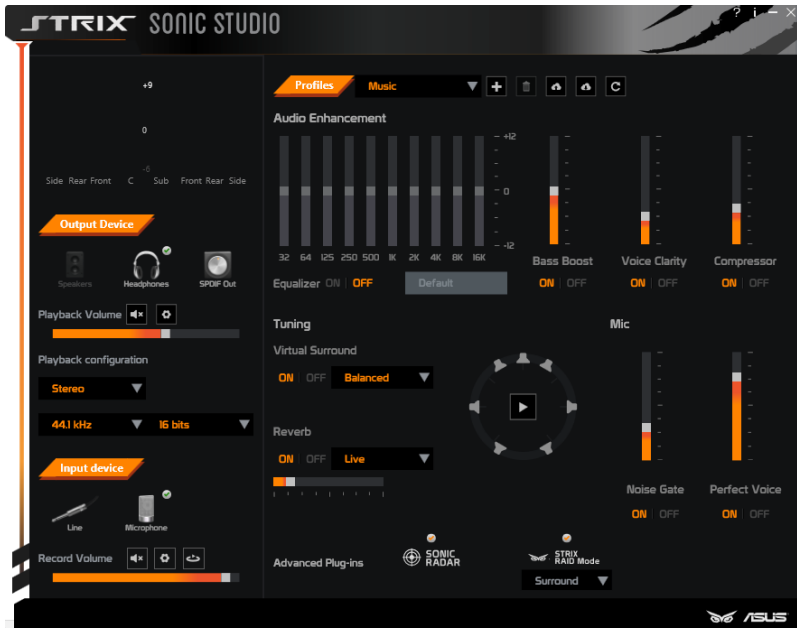 STRIX SONIC STUDIO
? i
+9
0
-6
Side Rear Front C Sub Front Rear Side
Output Device
Speakers Headphones SPDIF Out
Playback Volume
Playback configuration
Stereo
44.1 kHz 16 bits
Input device
Line Microphone
Record Volume
Profiles Music
Audio Enhancement
+12
0
-12
32 64 125 250 500 1K 2K 4K 8K 16K
Equalizer ON OFF Default
Bass Boost Voice Clarity Compressor
ON OFF ON OFF ON OFF
Tuning
Virtual Surround
ON OFF Balanced
Reverb
ON OFF Live
Mic
Noise Gate Perfect Voice
ON OFF ON OFF
Advanced Plug-ins
SONIC
RADAR
STRIX
RAID Mode
Surround
ASUS